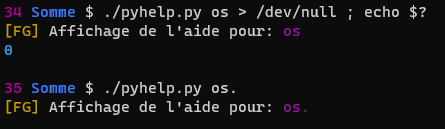 34 Somme $ ./pyhelp.py os > /dev/null ; echo $?
[FG] Affichage de l'aide pour: os
0
35 Somme $ ./pyhelp.py os.
[FG] Affichage de l'aide pour: os.